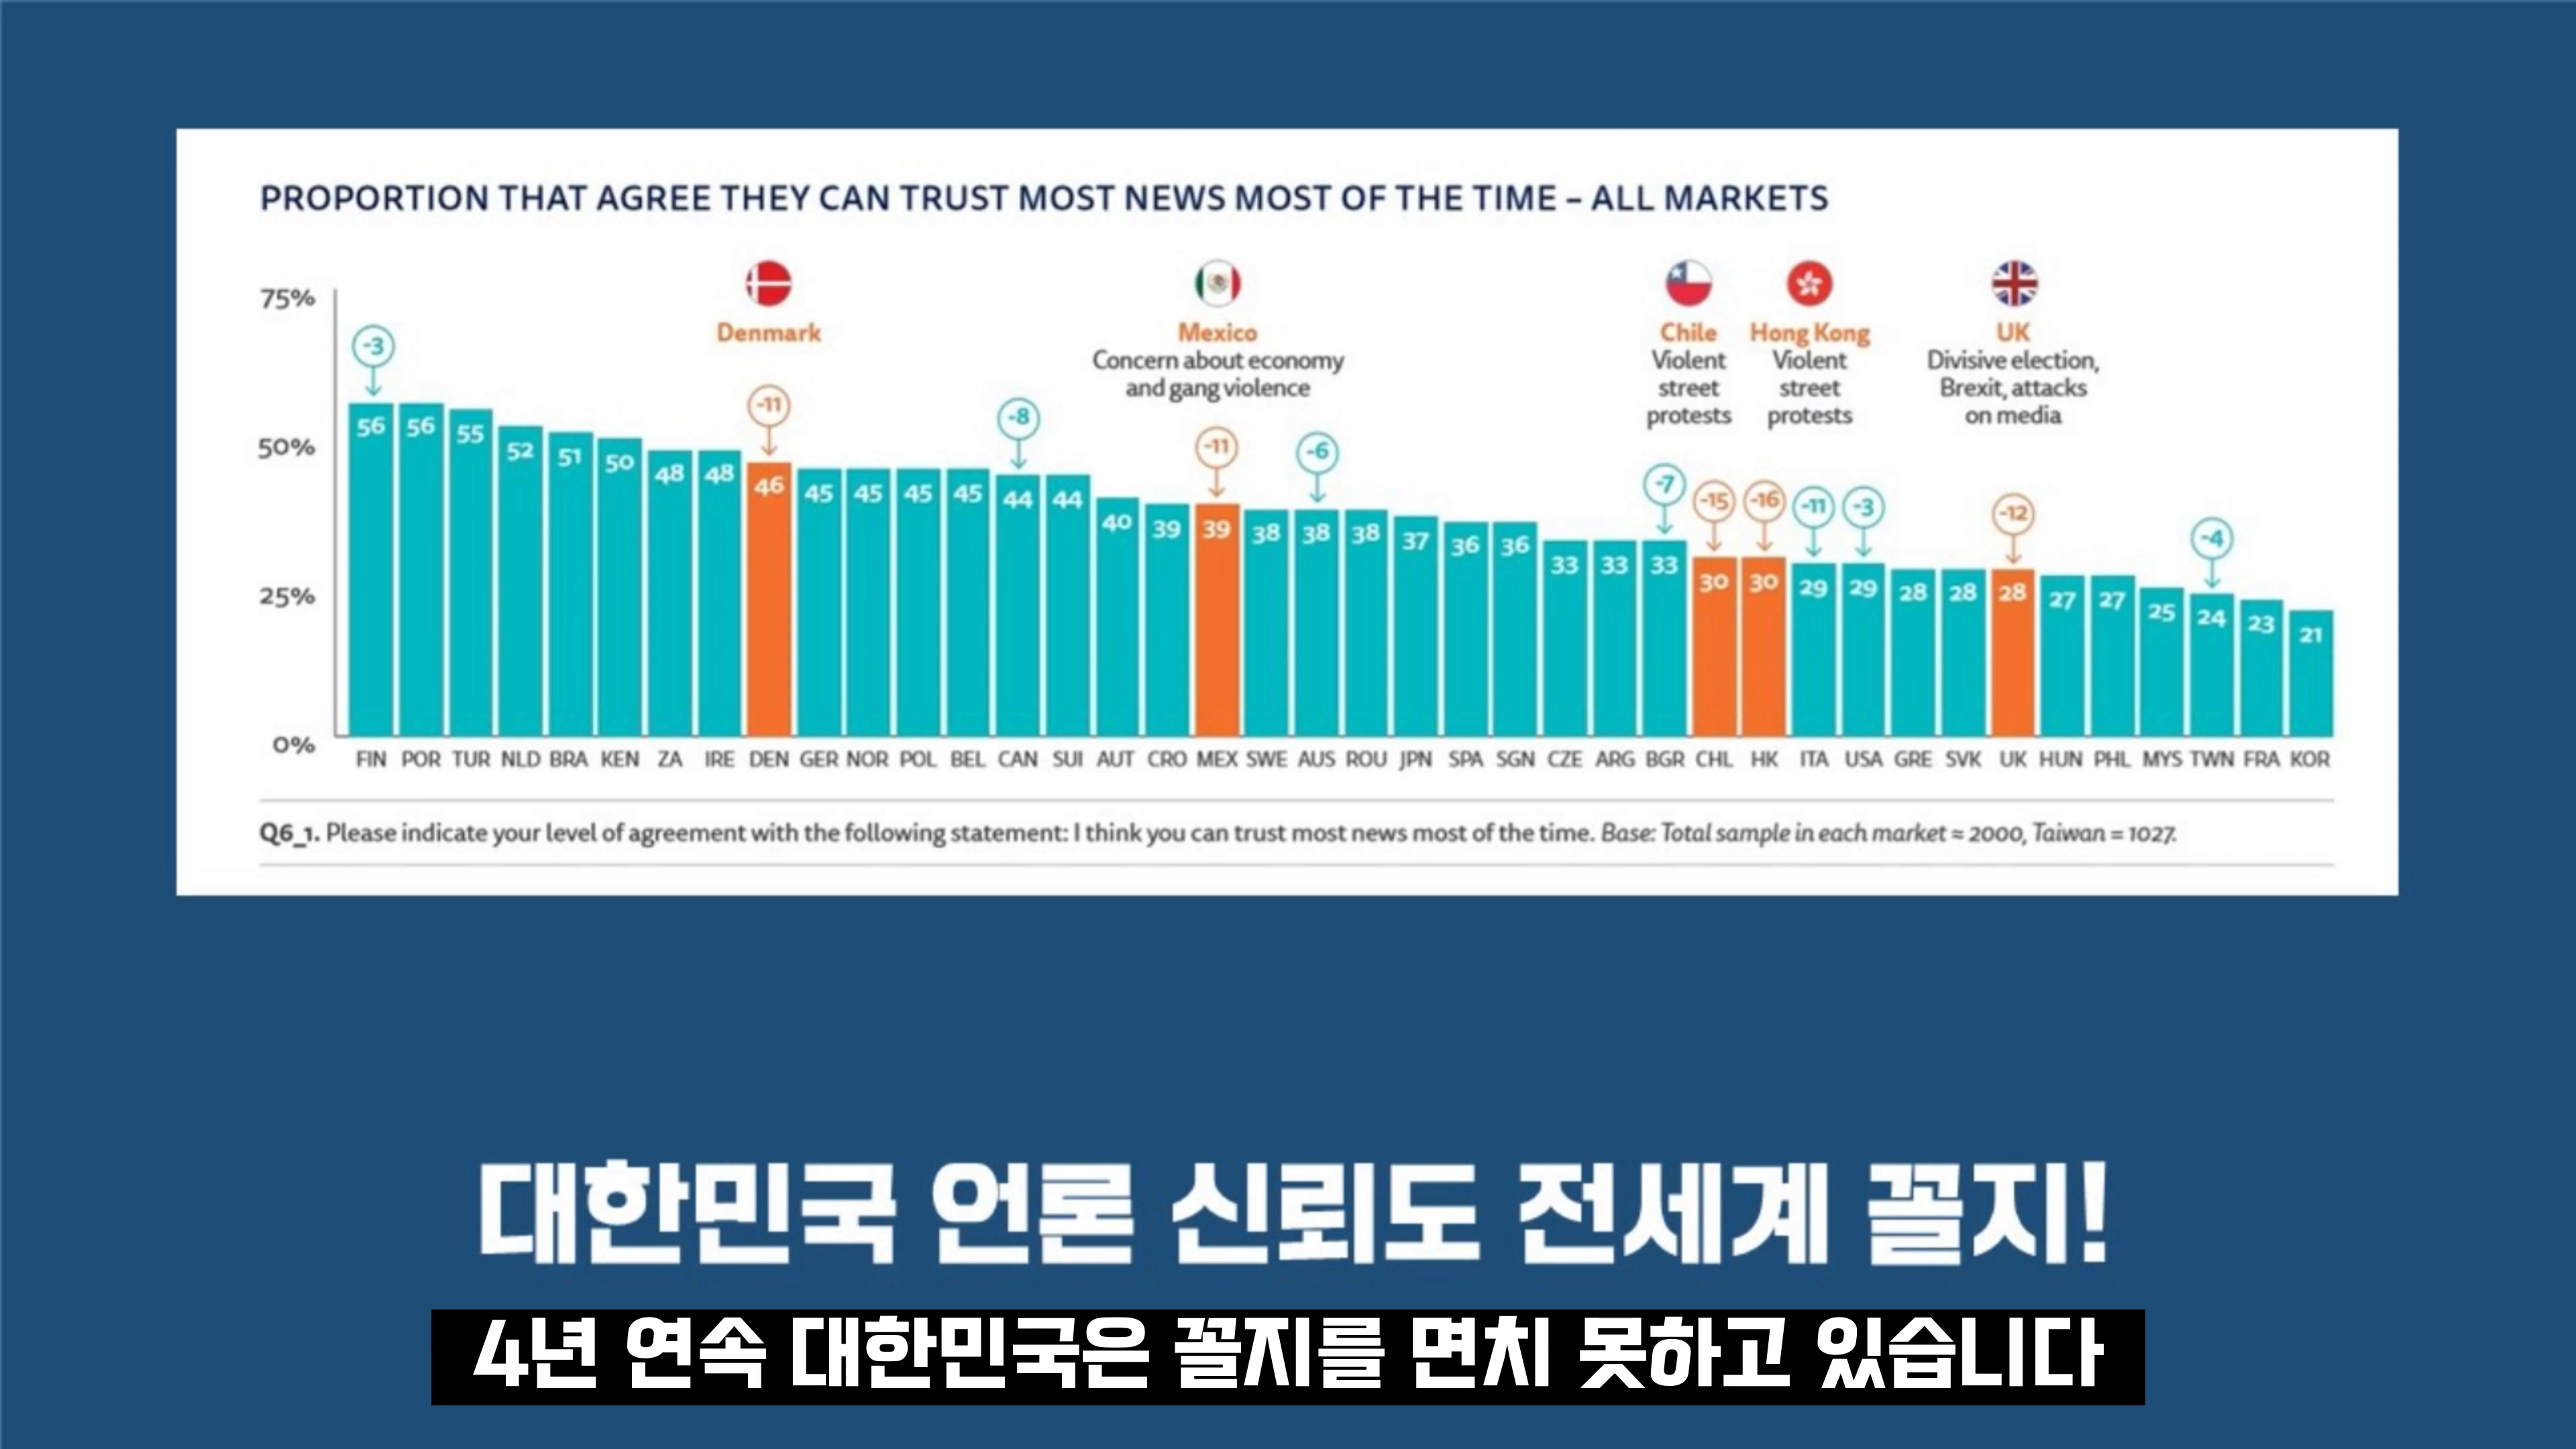 PROPORTION THAT AGREE THEY CAN TRUST MOST NEWS MOST OF THE TIME – ALL MARKETS
Denmark
Mexico
Concern about economy
and gang violence
Chile
Violent
street
protests
Hong Kong
Violent
street
protests
UK
Divisive election,
Brexit, attacks
on media
75%
50%
25%
0%
-3 -11 -8 -11 -6 -7 -15 -16 -11 -3 -12 -4
56 56 55 52 51 50 48 48 46 45 45 45 45 44 44 40 39 39 38 38 38 37 36 36 33 33 33 30 30 29 29 28 28 28 27 27 25 24 23 21
FIN POR TUR NLD BRA KEN ZA IRE DEN GER NOR POL BEL CAN SUI AUT CRO MEX SWE AUS ROU JPN SPA SGN CZE ARG BGR CHL HK ITA USA GRE SVK UK HUN PHL MYS TWN FRA KOR
Q6_1. Please indicate your level of agreement with the following statement: I think you can trust most news most of the time. Base: Total sample in each market ≈ 2000, Taiwan = 1027.
대한민국 언론 신뢰도 전세계 꼴지!
4년 연속 대한민국은 꼴지를 면치 못하고 있습니다